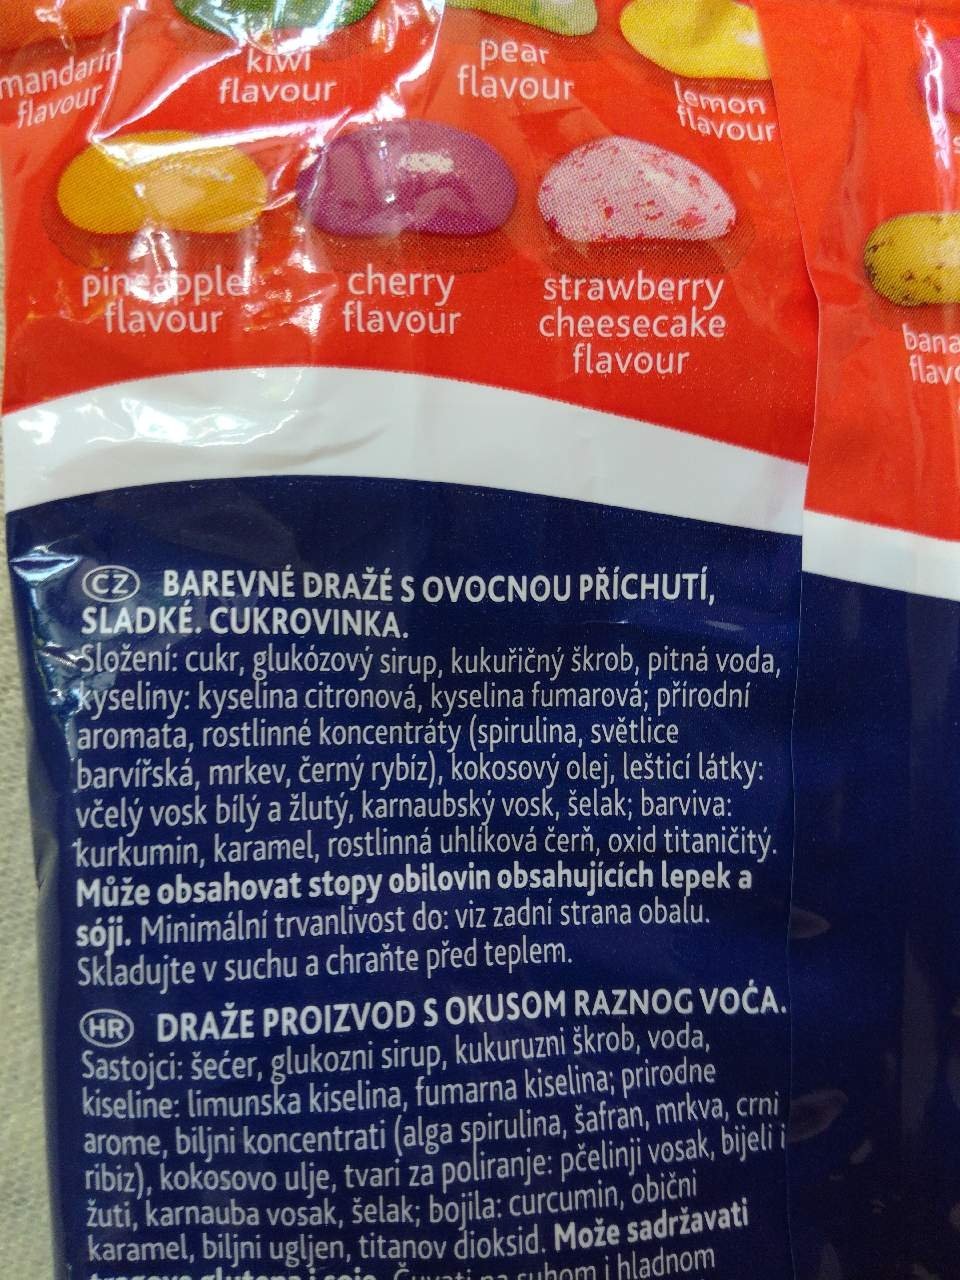 mandarin
flavour
kiwi
flavour
pear
flavour
lemon
flavour
pineapple
flavour
cherry
flavour
strawberry
cheesecake
flavour
CZ BAREVNÉ DRAŽÉ S OVOCNOU PŘÍCHUTÍ,
SLADKÉ. CUKROVINKA.
Složení: cukr, glukózový sirup, kukuřičný škrob, pitná voda,
kyseliny: kyselina citronová, kyselina fumarová; přírodní
aromata, rostlinné koncentráty (spirulina, světlice
barvířská, mrkev, černý rybíz), kokosový olej, lešticí látky:
včelý vosk bílý a žlutý, karnaubský vosk, šelak; barviva:
kurkumin, karamel, rostlinná uhlíková čerň, oxid titaničitý.
Může obsahovat stopy obilovin obsahujících lepek a
sóji. Minimální trvanlivost do: viz zadní strana obalu.
Skladujte v suchu a chraňte před teplem.
HR DRAŽE PROIZVOD S OKUSOM RAZNOG VOĆA.
Sastojci: šećer, glukozni sirup, kukuruzni škrob, voda,
kiseline: limunska kiselina, fumarna kiselina; prirodne
arome, biljni koncentrati (alga spirulina, šafran, mrkva, crni
ribiz), kokosovo ulje, tvari za poliranje: pčelinji vosak, bijeli i
žuti, karnauba vosak, šelak; bojila: curcumin, obični
karamel, biljni ugljen, titanov dioksid. Može sadržavati
tragove glutena i soje. Čuvati na suhom i hladnom